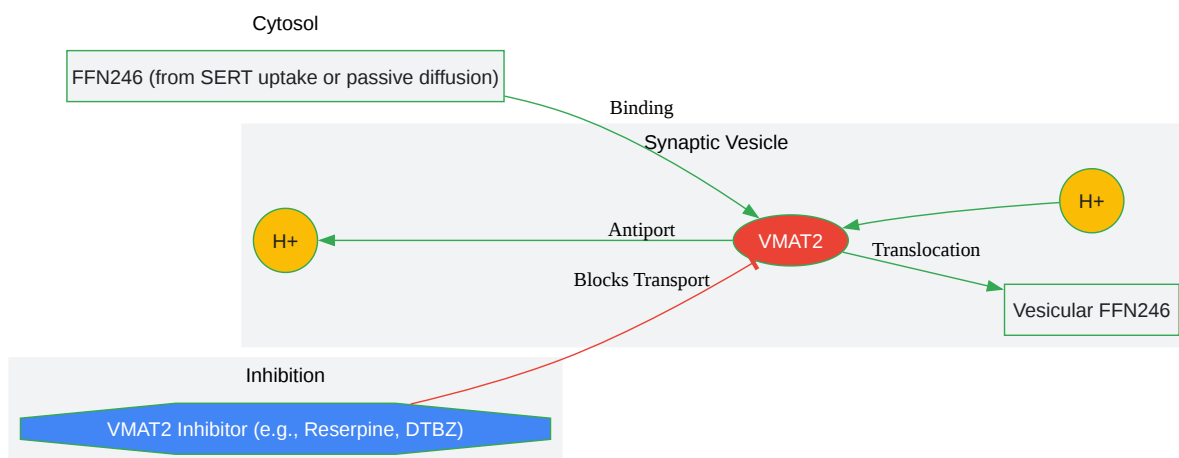 Cytosol
FFN246 (from SERT uptake or passive diffusion)
Binding
Synaptic Vesicle
H+
H+
Antiport
VMAT2
Translocation
Blocks Transport
Vesicular FFN246
Inhibition
VMAT2 Inhibitor (e.g., Reserpine, DTBZ)